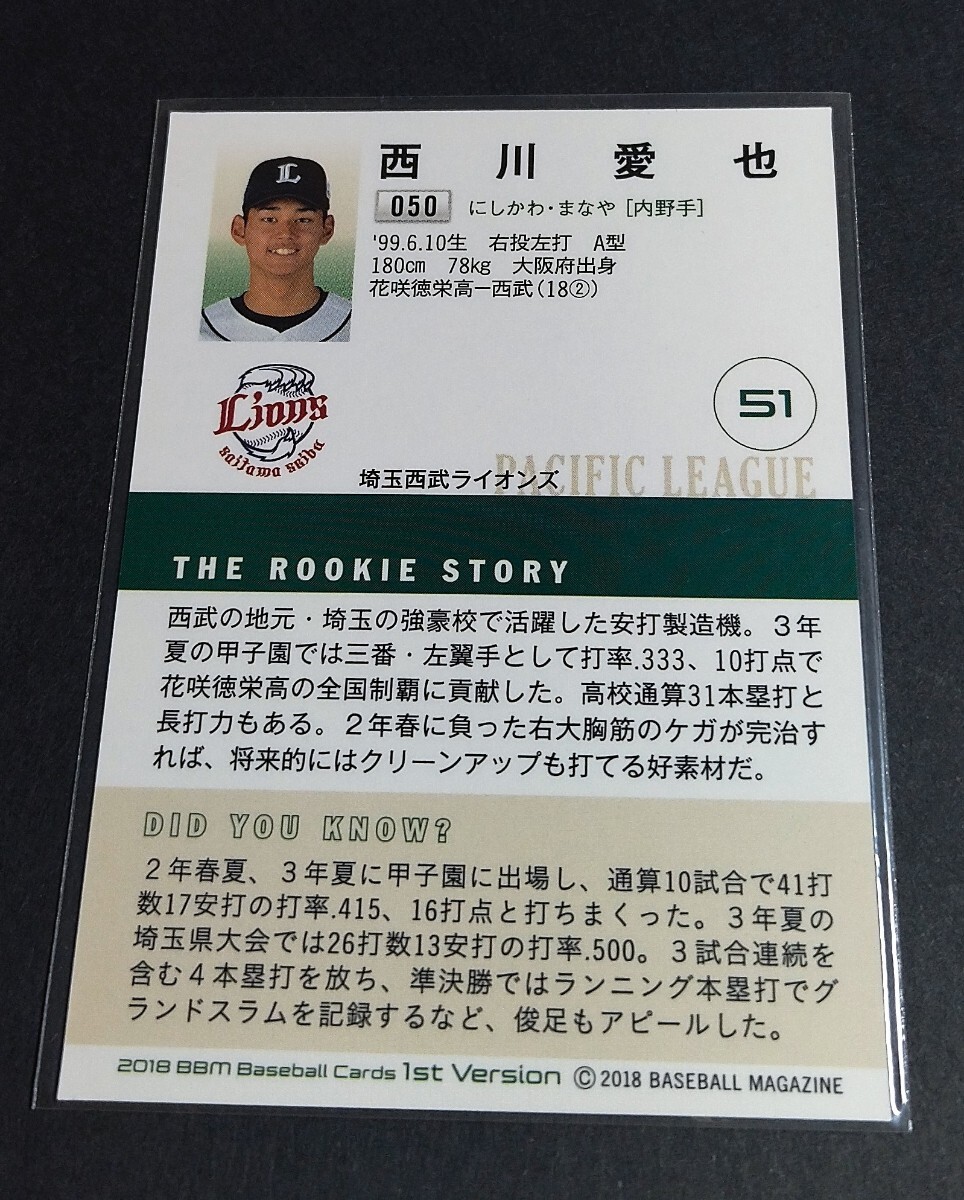 西川愛也
050 にしかわ・まなや [内野手]
'99.6.10生 右投左打 A型
180cm 78kg 大阪府出身
花咲徳栄高ー西武(18②)
L
Lions
saitama seibu
51
埼玉西武ライオンズ
PACIFIC LEAGUE
THE ROOKIE STORY
西武の地元・埼玉の強豪校で活躍した安打製造機。3年
夏の甲子園では三番・左翼手として打率.333、10打点で
花咲徳栄高の全国制覇に貢献した。高校通算31本塁打と
長打力もある。2年春に負った右大胸筋のケガが完治す
れば、将来的にはクリーンアップも打てる好素材だ。
DID YOU KNOW?
2年春夏、3年夏に甲子園に出場し、通算10試合で41打
数17安打の打率.415、16打点と打ちまくった。3年夏の
埼玉県大会では26打数13安打の打率.500。3試合連続を
含む4本塁打を放ち、準決勝ではランニング本塁打でグ
ランドスラムを記録するなど、俊足もアピールした。
2018 BBM Baseball Cards 1st Version © 2018 BASEBALL MAGAZINE